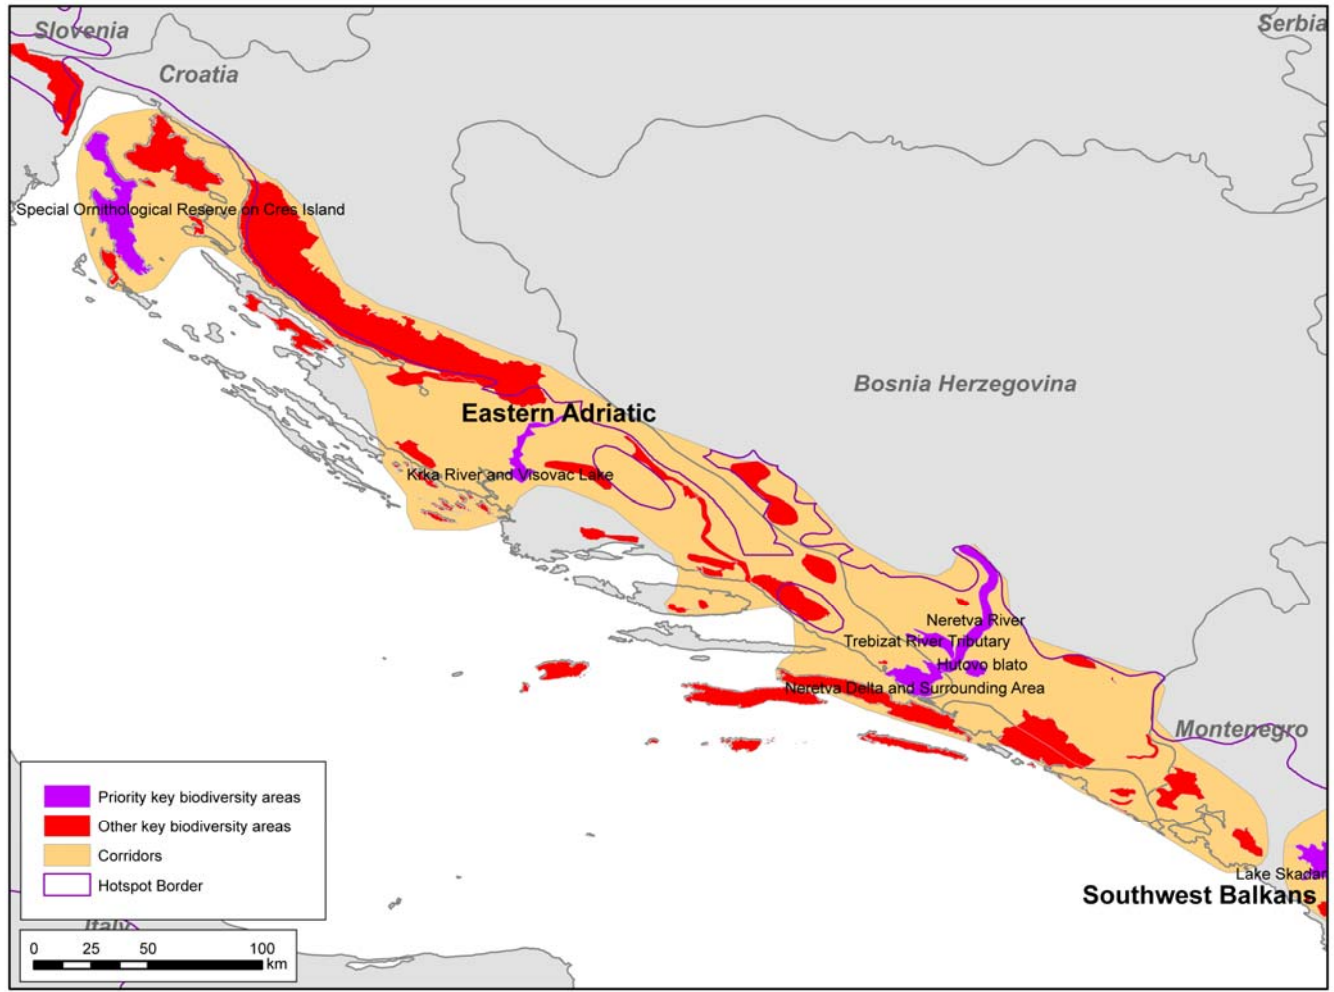 Slovenia
Serbia
Croatia
Special Ornithological Reserve on Cres Island
Bosnia Herzegovina
Eastern Adriatic
Krka River and Visovac Lake
Neretva River
Trebizat River Tributary
Hutovo blato
Neretva Delta and Surrounding Area
Montenegro
Priority key biodiversity areas
Other key biodiversity areas
Corridors
Hotspot Border
Lake Skadar
Southwest Balkans
Italy
0 25 50 100
km